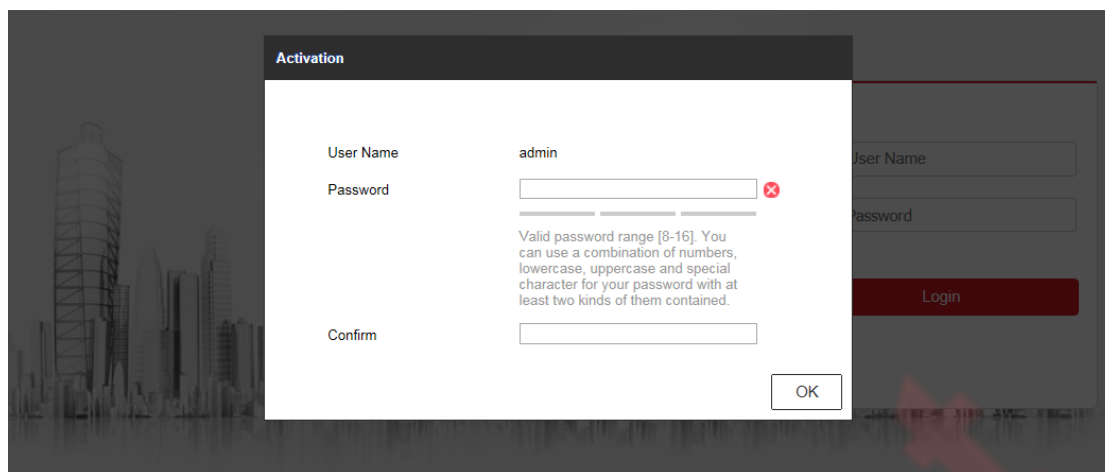 Activation
User Name admin
Password
Valid password range [8-16]. You
can use a combination of numbers,
lowercase, uppercase and special
character for your password with at
least two kinds of them contained.
Confirm
OK
User Name
Password
Login